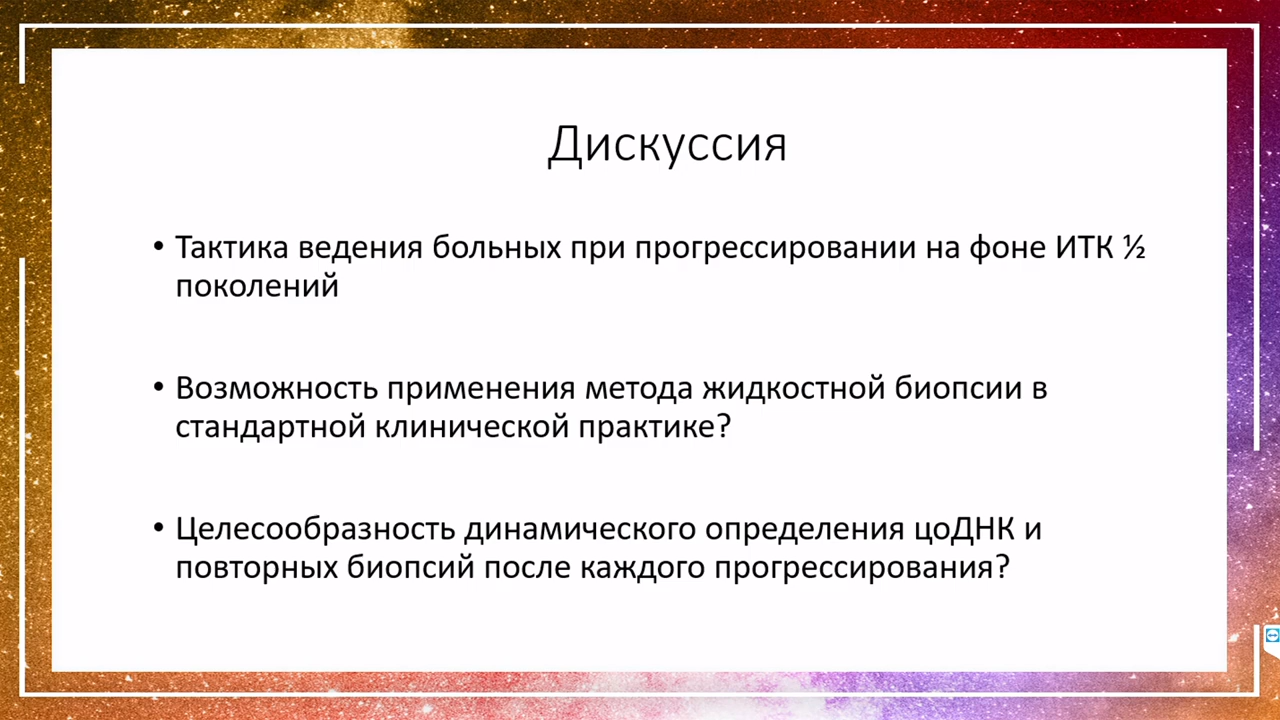 Дискуссия
• Тактика ведения больных при прогрессировании на фоне ИТК ½
поколений
• Возможность применения метода жидкостной биопсии в
стандартной клинической практике?
• Целесообразность динамического определения цоДНК и
повторных биопсий после каждого прогрессирования?